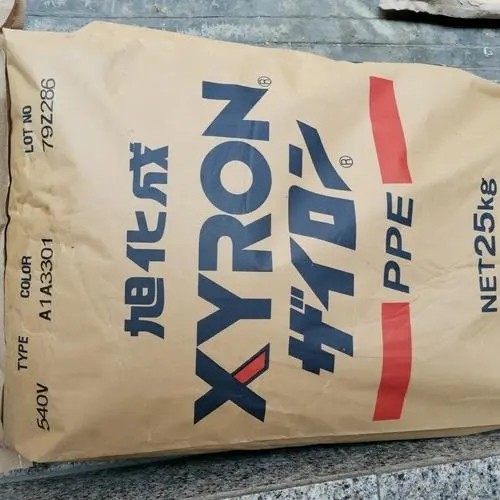 TYPE COLOR LOT NO
540V A1A3301 79Z286
旭化成
XYRON®
ザイロン®
PPE
NET25kg